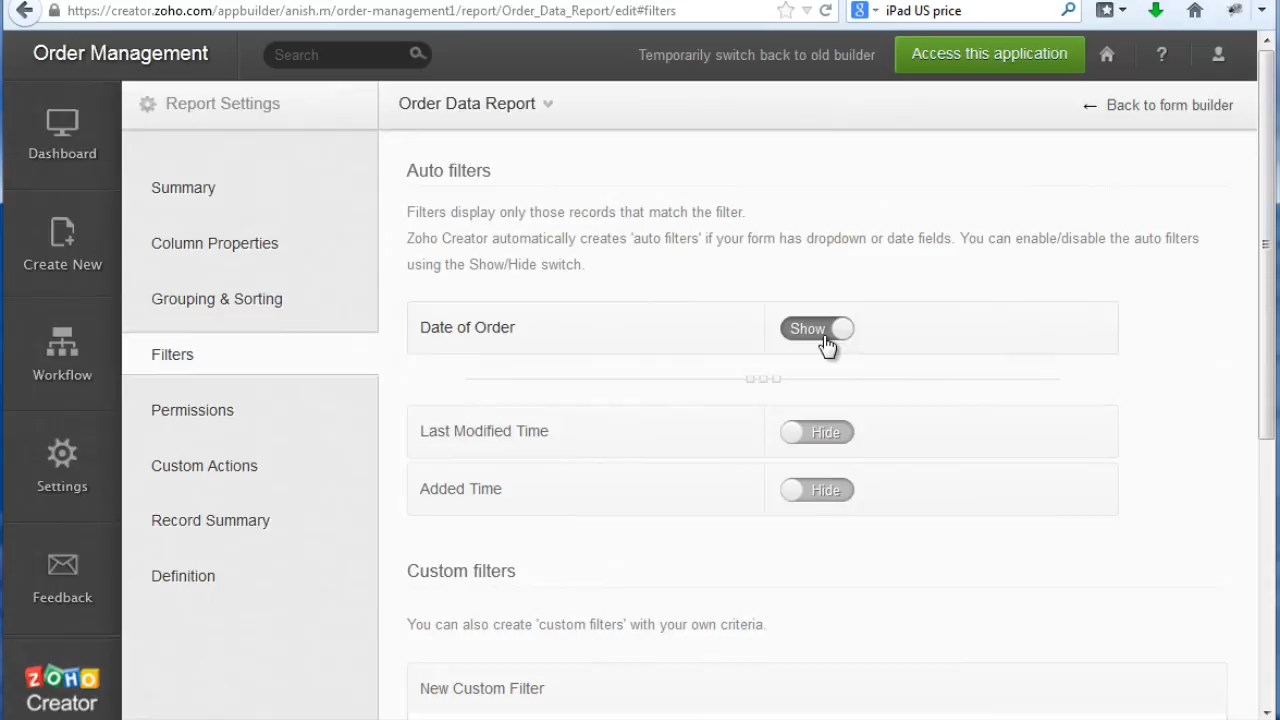 https://creator.zoho.com/appbuilder/anish.m/order-management1/report/Order_Data_Report/edit#filters
iPad US price
Order Management
Search
Temporarily switch back to old builder
Access this application
?
Report Settings
Order Data Report
← Back to form builder
Dashboard
Create New
Workflow
Settings
Feedback
ZOHO
Creator
Summary
Column Properties
Grouping & Sorting
Filters
Permissions
Custom Actions
Record Summary
Definition
Auto filters
Filters display only those records that match the filter.
Zoho Creator automatically creates 'auto filters' if your form has dropdown or date fields. You can enable/disable the auto filters
using the Show/Hide switch.
Date of Order
Show
Last Modified Time
Hide
Added Time
Hide
Custom filters
You can also create 'custom filters' with your own criteria.
New Custom Filter